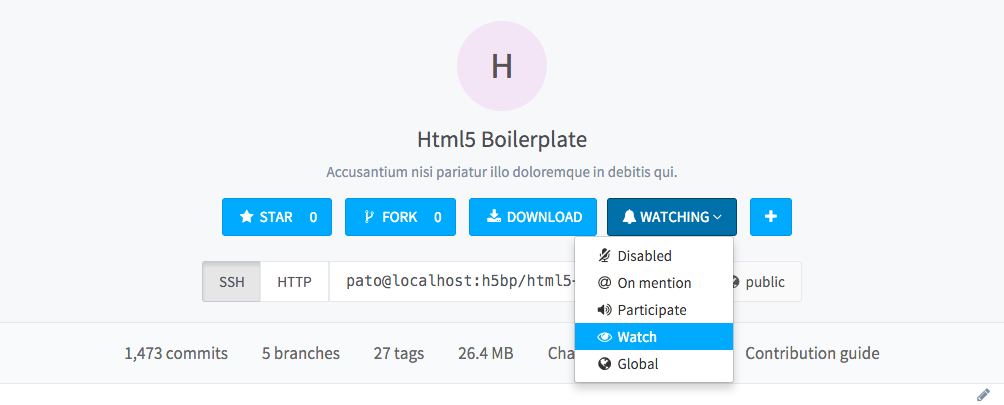 H
Html5 Boilerplate
Accusantium nisi pariatur illo doloremque in debitis qui.
STAR 0 FORK 0 DOWNLOAD WATCHING +
Disabled
SSH HTTP pato@localhost:h5bp/html5- public
@ On mention
Participate
Watch
1,473 commits 5 branches 27 tags 26.4 MB Cha Contribution guide
Global